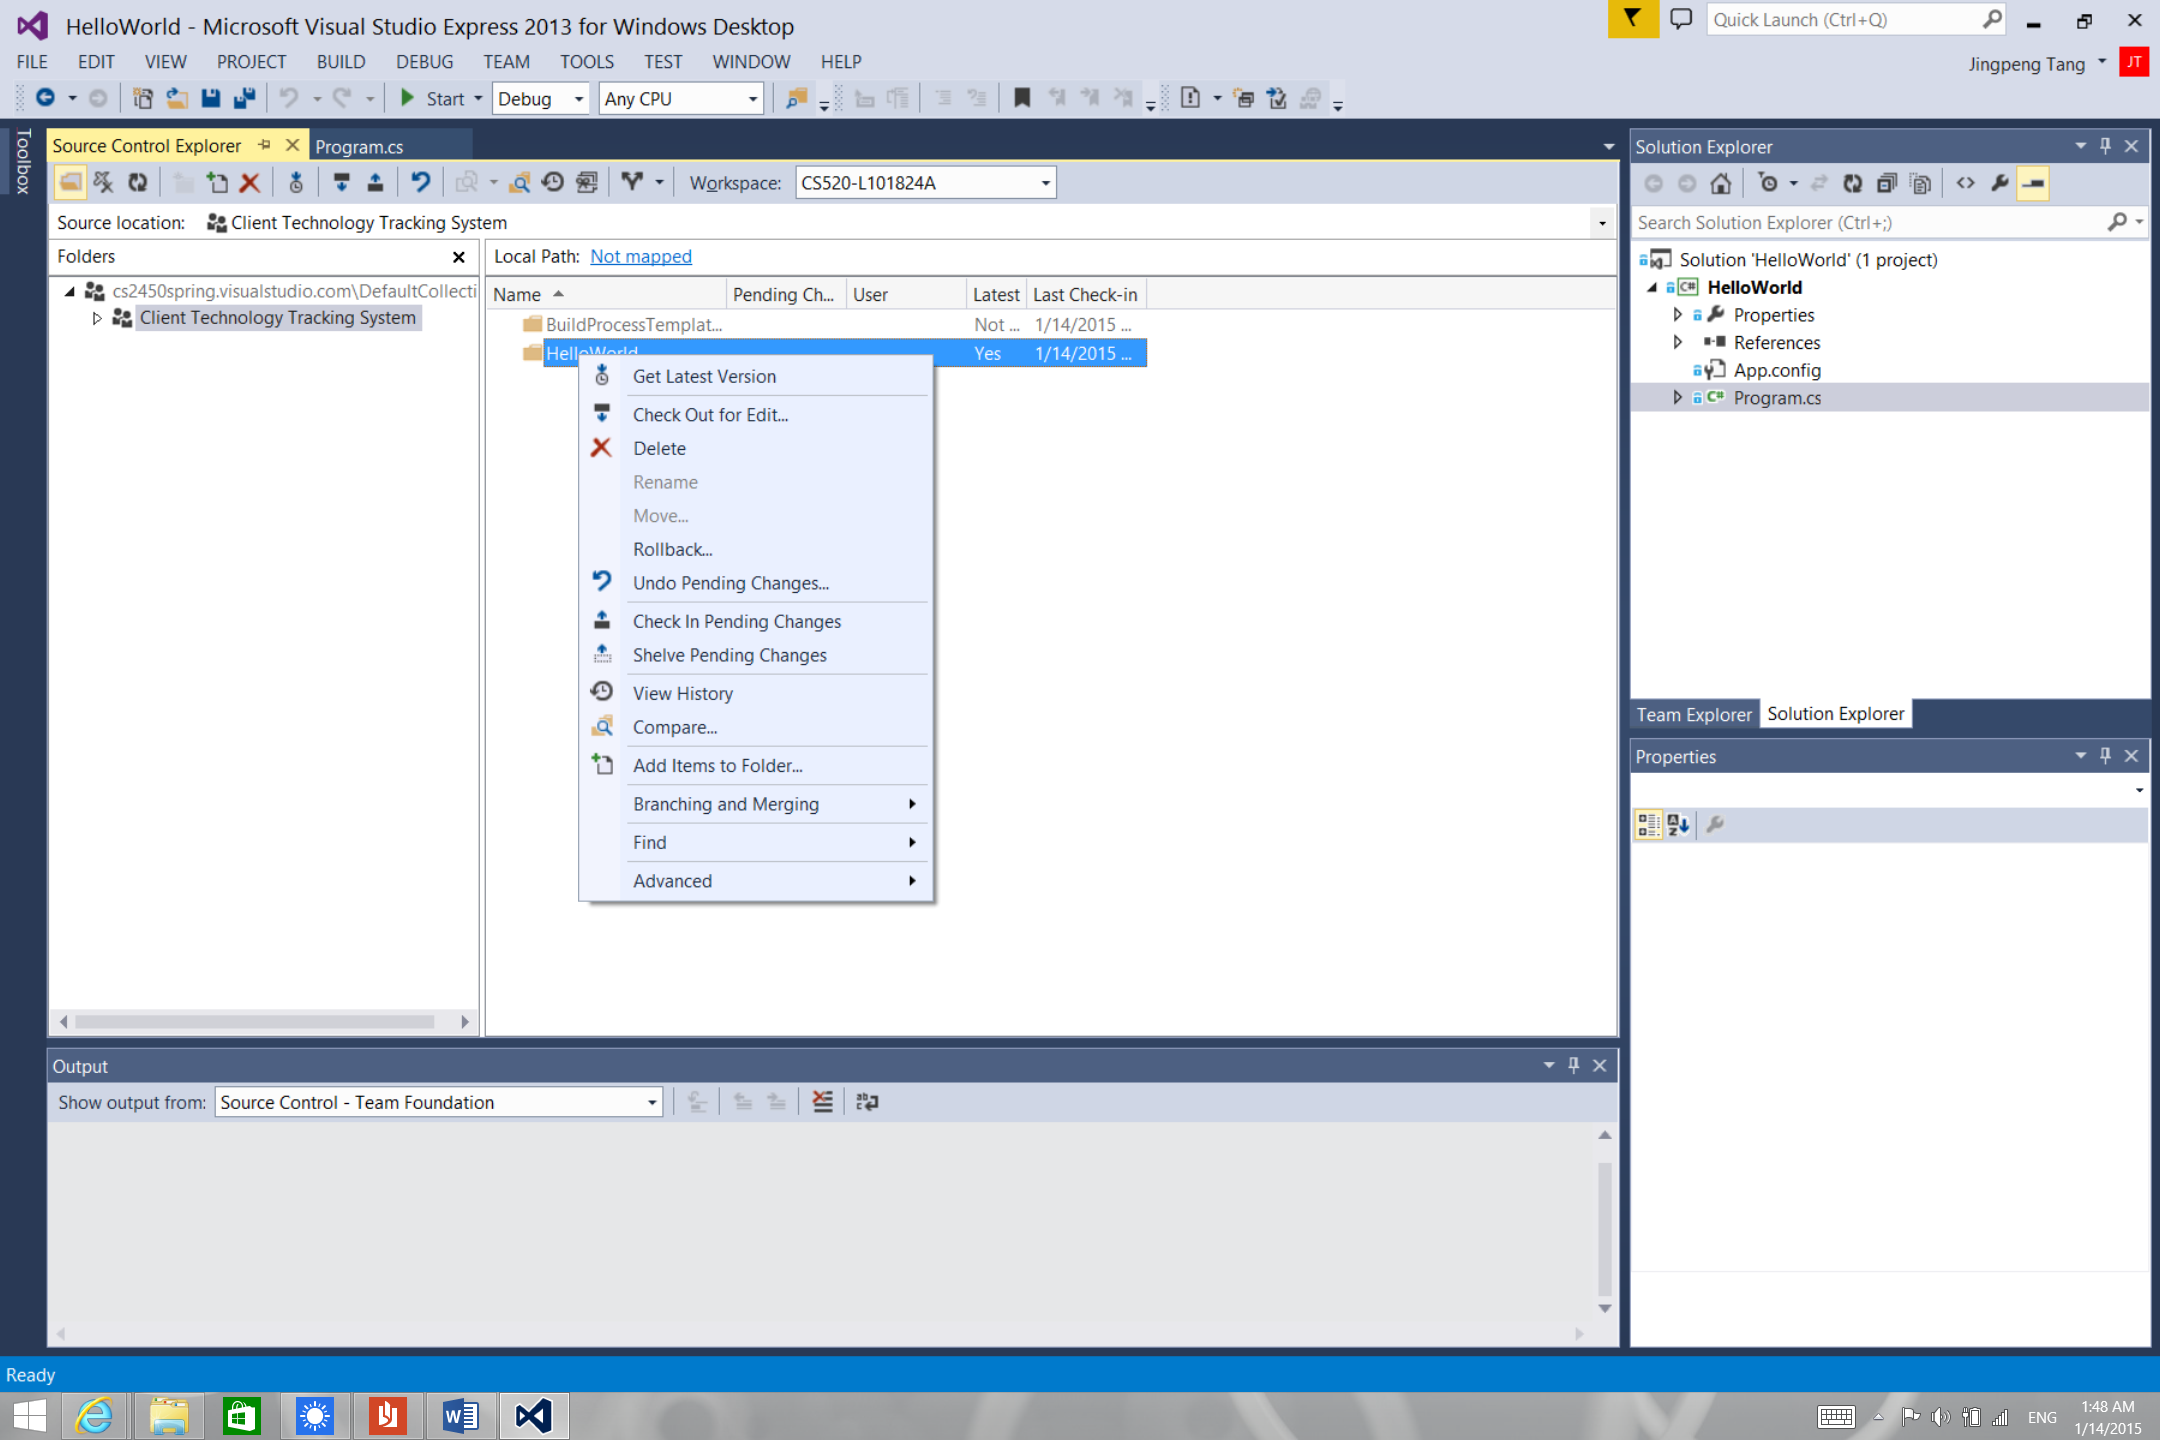 HelloWorld - Microsoft Visual Studio Express 2013 for Windows Desktop
Quick Launch (Ctrl+Q)
FILE EDIT VIEW PROJECT BUILD DEBUG TEAM TOOLS TEST WINDOW HELP
Jingpeng Tang JT
Start Debug Any CPU
Toolbox
Source Control Explorer Program.cs
Workspace: CS520-L101824A
Source location: Client Technology Tracking System
Folders
cs2450spring.visualstudio.com\DefaultCollecti
Client Technology Tracking System
Local Path: Not mapped
Name Pending Ch... User Latest Last Check-in
BuildProcessTemplat... Not ... 1/14/2015 ...
HelloWorld Yes 1/14/2015 ...
Get Latest Version
Check Out for Edit...
Delete
Rename
Move...
Rollback...
Undo Pending Changes...
Check In Pending Changes
Shelve Pending Changes
View History
Compare...
Add Items to Folder...
Branching and Merging
Find
Advanced
Solution Explorer
Search Solution Explorer (Ctrl+;)
Solution 'HelloWorld' (1 project)
C# HelloWorld
Properties
References
App.config
C# Program.cs
Team Explorer Solution Explorer
Properties
Output
Show output from: Source Control - Team Foundation
Ready
ENG
1:48 AM
1/14/2015